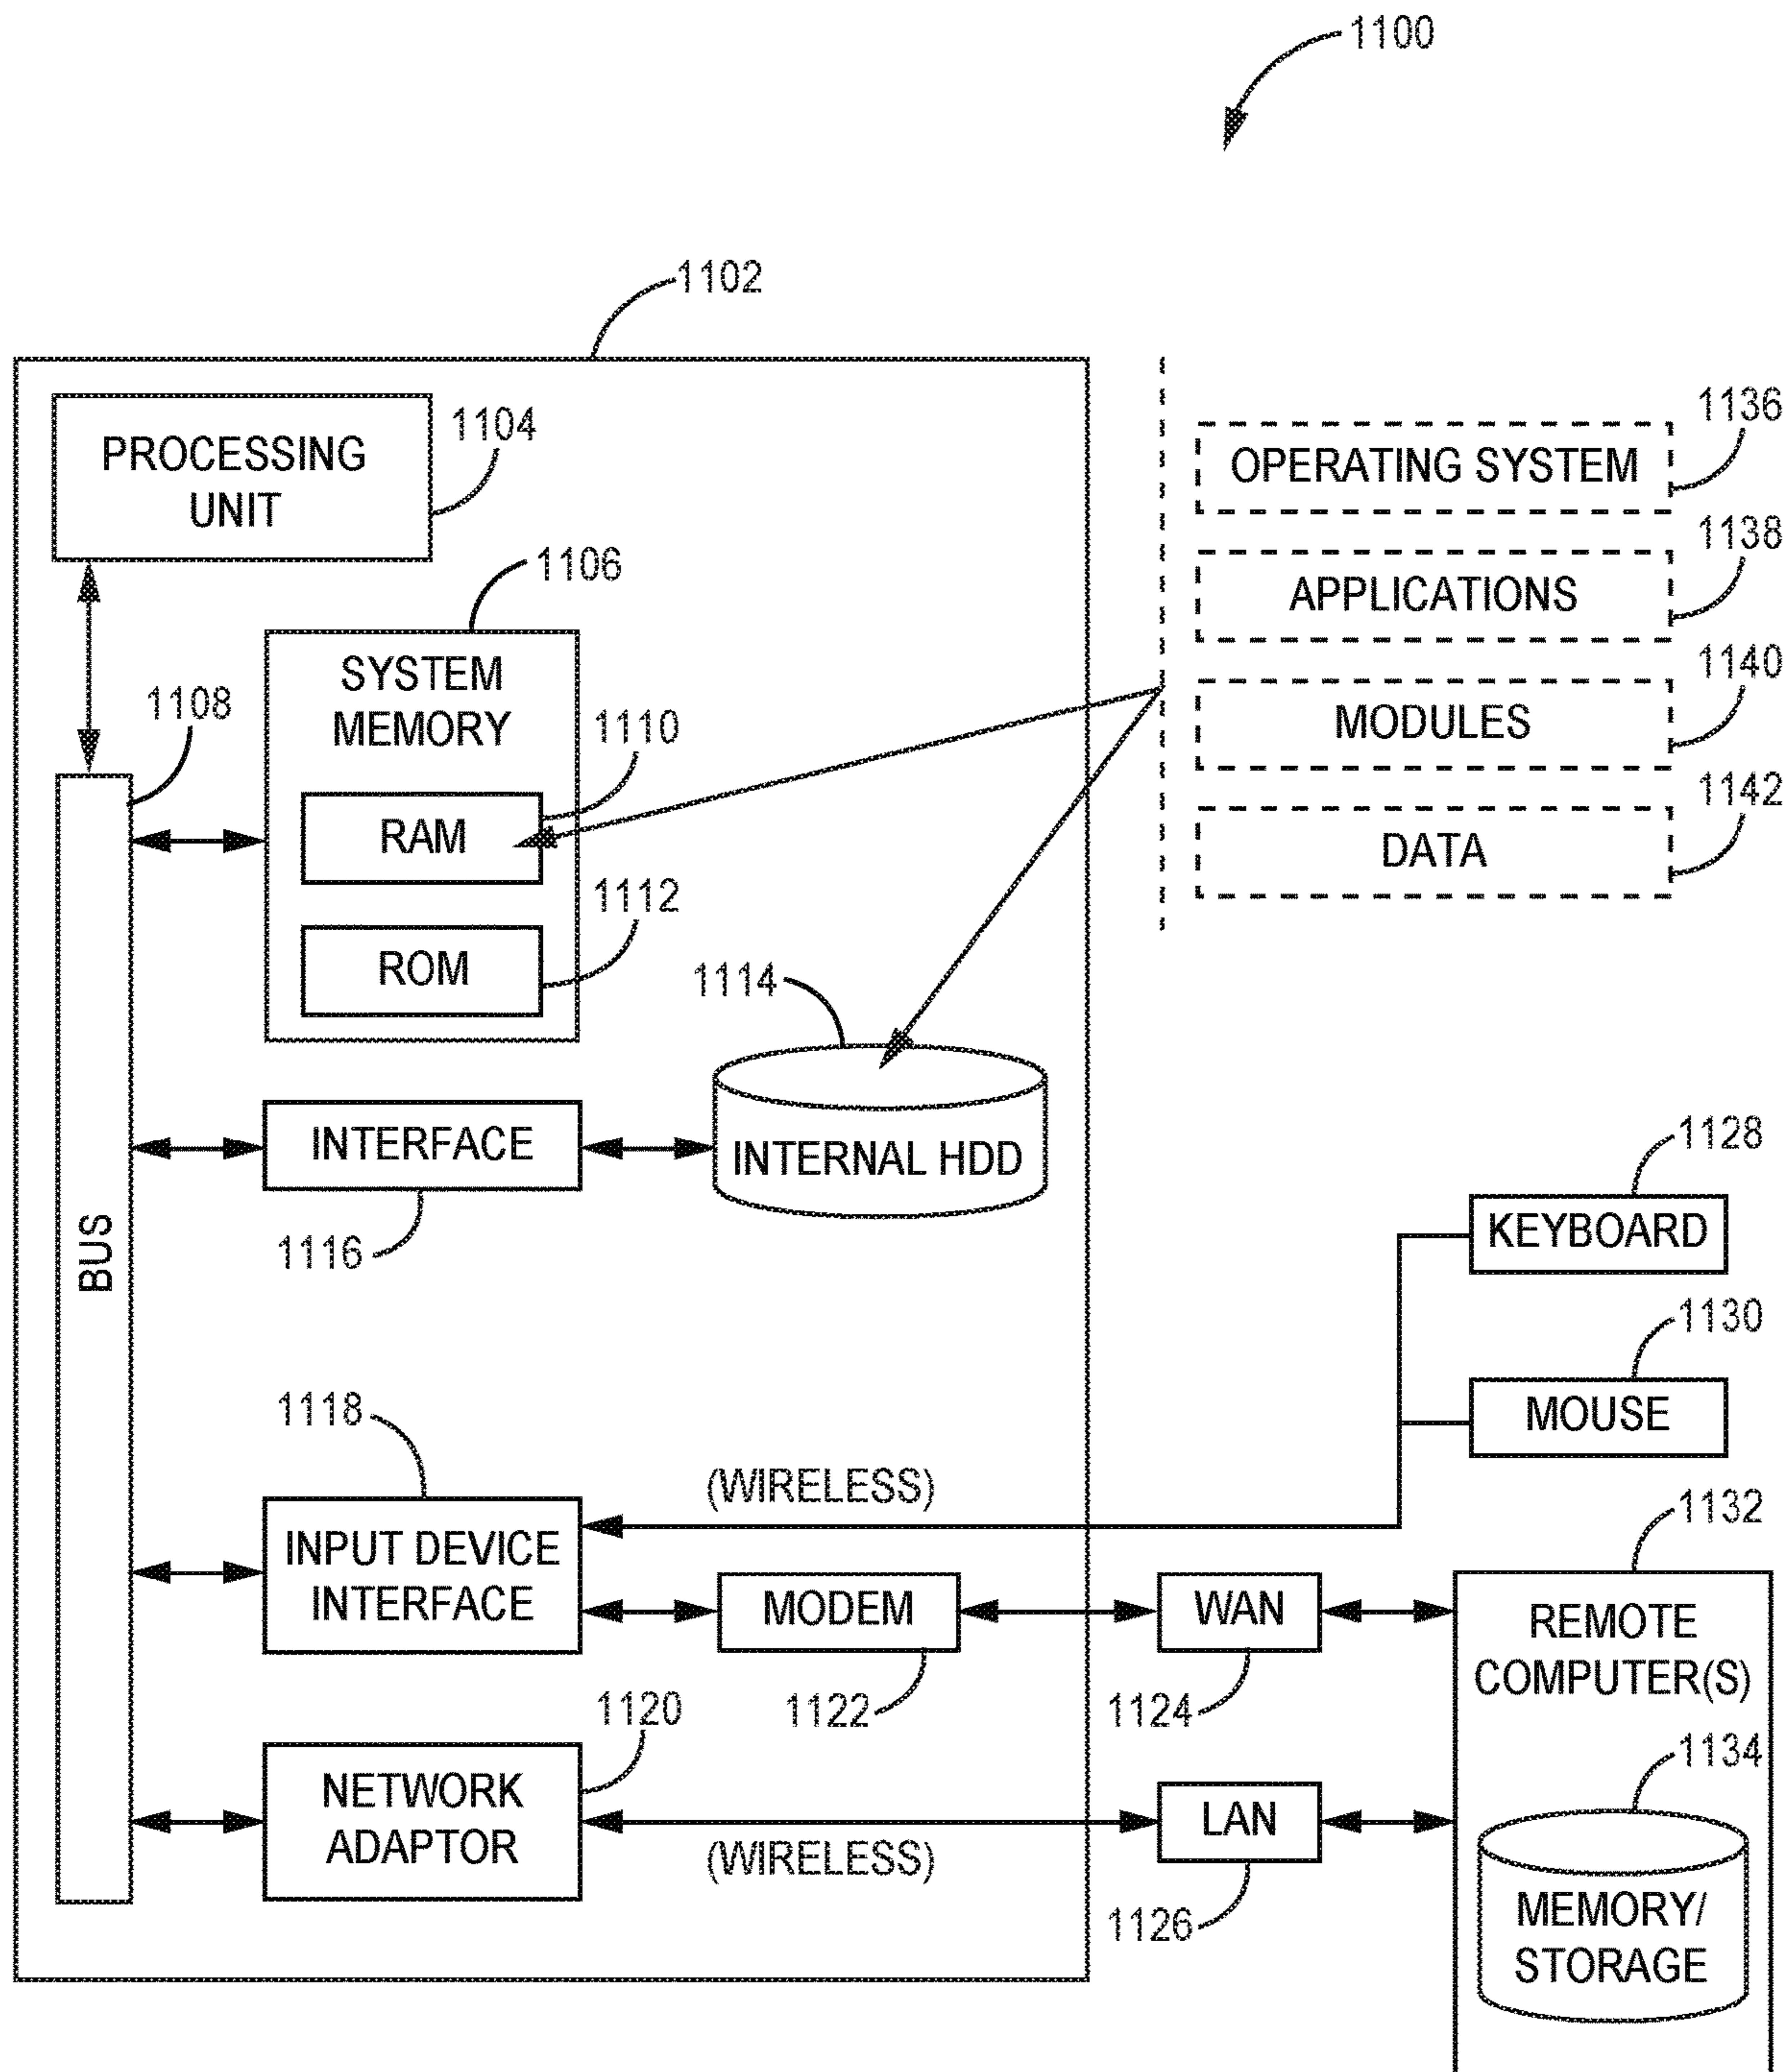 1100
1102
PROCESSING
UNIT
1104
1106
SYSTEM
MEMORY
1108
1110
RAM
1112
ROM
1114
INTERFACE
1116
INTERNAL HDD
BUS
1118
INPUT DEVICE
INTERFACE
(WIRELESS)
MODEM
1122
1120
NETWORK
ADAPTOR
(WIRELESS)
1136
OPERATING SYSTEM
1138
APPLICATIONS
1140
MODULES
1142
DATA
1128
KEYBOARD
1130
MOUSE
WAN
1124
LAN
1126
1132
REMOTE
COMPUTER(S)
1134
MEMORY/
STORAGE